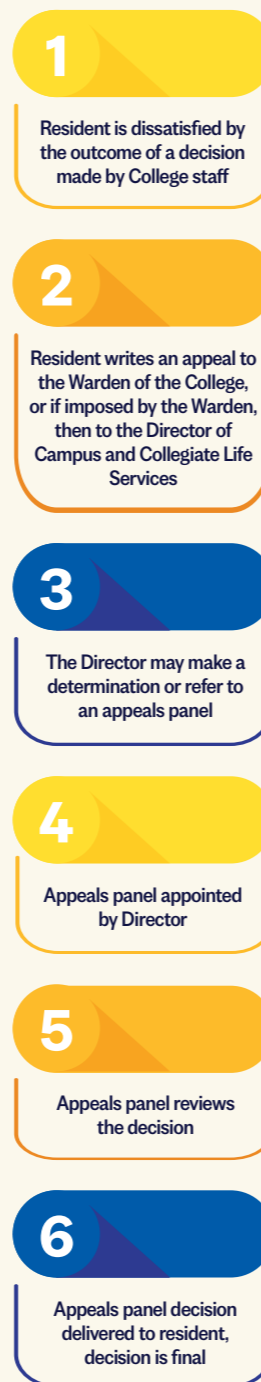 1
Resident is dissatisfied by
the outcome of a decision
made by College staff
2
Resident writes an appeal to
the Warden of the College,
or if imposed by the Warden,
then to the Director of
Campus and Collegiate Life
Services
3
The Director may make a
determination or refer to
an appeals panel
4
Appeals panel appointed
by Director
5
Appeals panel reviews
the decision
6
Appeals panel decision
delivered to resident,
decision is final